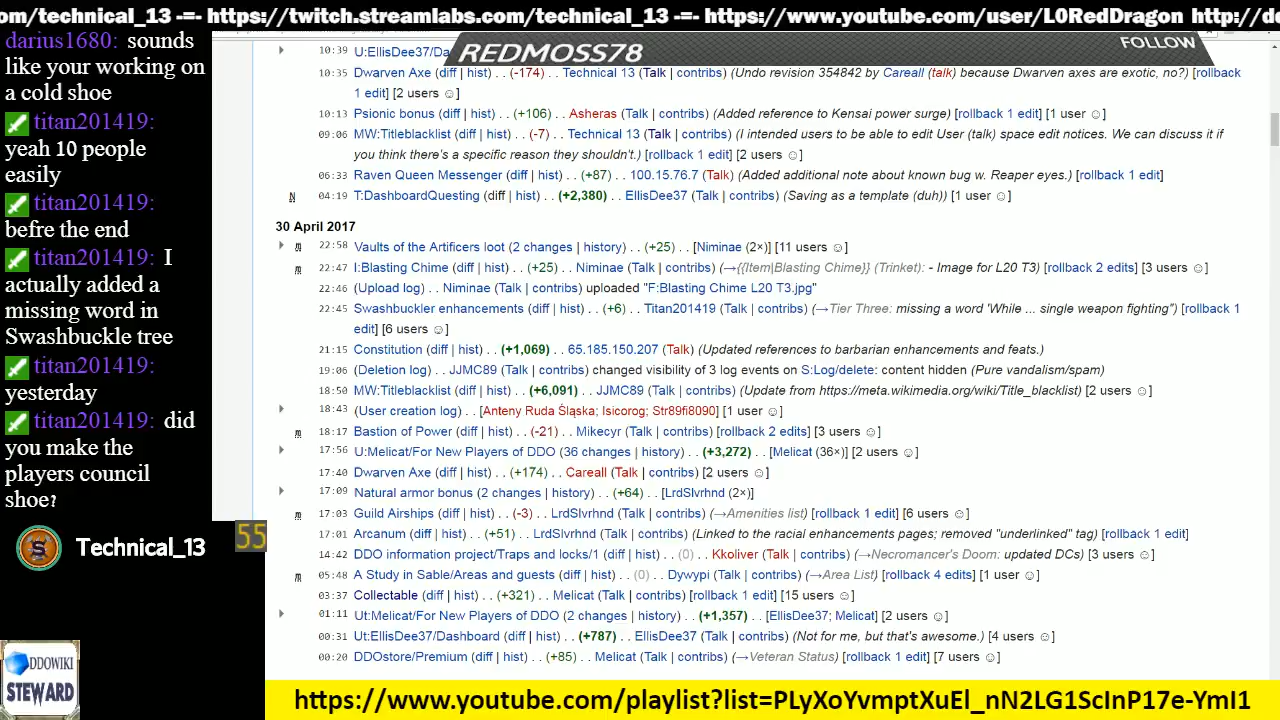 om/technical_13 -=- https://twitch.streamlabs.com/technical_13 -=- https://www.youtube.com/user/L0RedDragon http://do
darius1680: sounds
like your working on
a cold shoe
titan201419:
yeah 10 people
easily
titan201419:
befre the end
titan201419: I
actually added a
missing word in
Swashbuckle tree
titan201419:
yesterday
titan201419: did
you make the
players council
shoe?
55
Technical_13
DDOWIKI
STEWARD
REDMOSS78
FOLLOW
10:39 U:EllisDee37/Da
10:35 Dwarven Axe (diff | hist) . . (-174) . . Technical 13 (Talk | contribs) (Undo revision 354842 by Careall (talk) because Dwarven axes are exotic, no?) [rollback
1 edit] [2 users ☺]
10:13 Psionic bonus (diff | hist) . . (+106) . . Asheras (Talk | contribs) (Added reference to Kensai power surge) [rollback 1 edit] [1 user ☺]
09:06 MW:Titleblacklist (diff | hist) . . (-7) . . Technical 13 (Talk | contribs) (I intended users to be able to edit User (talk) space edit notices. We can discuss it if
you think there's a specific reason they shouldn't.) [rollback 1 edit] [2 users ☺]
06:33 Raven Queen Messenger (diff | hist) . . (+87) . . 100.15.76.7 (Talk) (Added additional note about known bug w. Reaper eyes.) [rollback 1 edit]
N 04:19 T:DashboardQuesting (diff | hist) . . (+2,380) . . EllisDee37 (Talk | contribs) (Saving as a template (duh)) [1 user ☺]
30 April 2017
m 22:58 Vaults of the Artificers loot (2 changes | history) . . (+25) . . [Niminae (2×)] [11 users ☺]
m 22:47 I:Blasting Chime (diff | hist) . . (+25) . . Niminae (Talk | contribs) (→{{Item|Blasting Chime}} (Trinket): - Image for L20 T3) [rollback 2 edits] [3 users ☺]
22:46 (Upload log) . . Niminae (Talk | contribs) uploaded "F:Blasting Chime L20 T3.jpg"
22:45 Swashbuckler enhancements (diff | hist) . . (+6) . . Titan201419 (Talk | contribs) (→Tier Three: missing a word 'While ... single weapon fighting") [rollback 1
edit] [6 users ☺]
21:15 Constitution (diff | hist) . . (+1,069) . . 65.185.150.207 (Talk) (Updated references to barbarian enhancements and feats.)
19:06 (Deletion log) . . JJMC89 (Talk | contribs) changed visibility of 3 log events on S:Log/delete: content hidden (Pure vandalism/spam)
18:50 MW:Titleblacklist (diff | hist) . . (+6,091) . . JJMC89 (Talk | contribs) (Update from https://meta.wikimedia.org/wiki/Title_blacklist) [2 users ☺]
18:43 (User creation log) . . [Anteny Ruda Śląska; Isicorog; Str89fi8090] [1 user ☺]
m 18:17 Bastion of Power (diff | hist) . . (-21) . . Mikecyr (Talk | contribs) [rollback 2 edits] [3 users ☺]
17:56 U:Melicat/For New Players of DDO (36 changes | history) . . (+3,272) . . [Melicat (36×)] [2 users ☺]
17:40 Dwarven Axe (diff | hist) . . (+174) . . Careall (Talk | contribs) [2 users ☺]
17:09 Natural armor bonus (2 changes | history) . . (+64) . . [LrdSlvrhnd (2×)]
m 17:03 Guild Airships (diff | hist) . . (-3) . . LrdSlvrhnd (Talk | contribs) (→Amenities list) [rollback 1 edit] [6 users ☺]
17:01 Arcanum (diff | hist) . . (+51) . . LrdSlvrhnd (Talk | contribs) (Linked to the racial enhancements pages; removed "underlinked" tag) [rollback 1 edit]
14:42 DDO information project/Traps and locks/1 (diff | hist) . . (0) . . Kkoliver (Talk | contribs) (→Necromancer's Doom: updated DCs) [3 users ☺]
m 05:48 A Study in Sable/Areas and guests (diff | hist) . . (0) . . Dywypi (Talk | contribs) (→Area List) [rollback 4 edits] [1 user ☺]
03:37 Collectable (diff | hist) . . (+321) . . Melicat (Talk | contribs) [rollback 1 edit] [15 users ☺]
01:11 Ut:Melicat/For New Players of DDO (2 changes | history) . . (+1,357) . . [EllisDee37; Melicat] [2 users ☺]
00:31 Ut:EllisDee37/Dashboard (diff | hist) . . (+787) . . EllisDee37 (Talk | contribs) (Not for me, but that's awesome.) [4 users ☺]
00:20 DDOstore/Premium (diff | hist) . . (+85) . . Melicat (Talk | contribs) (→Veteran Status) [rollback 1 edit] [7 users ☺]
https://www.youtube.com/playlist?list=PLyXoYvmptXuEl_nN2LG1ScInP17e-YmI1